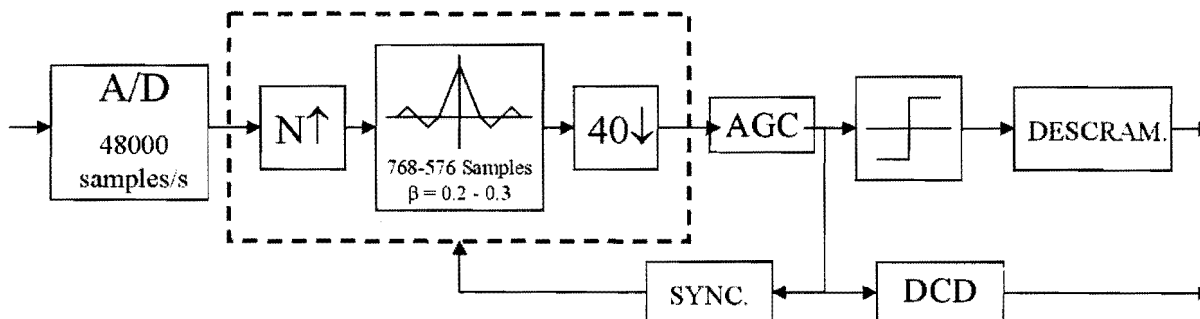 A/D
48000
samples/s
N↑
768-576 Samples
β = 0.2 - 0.3
40↓
AGC
DESCRAM.
SYNC.
DCD